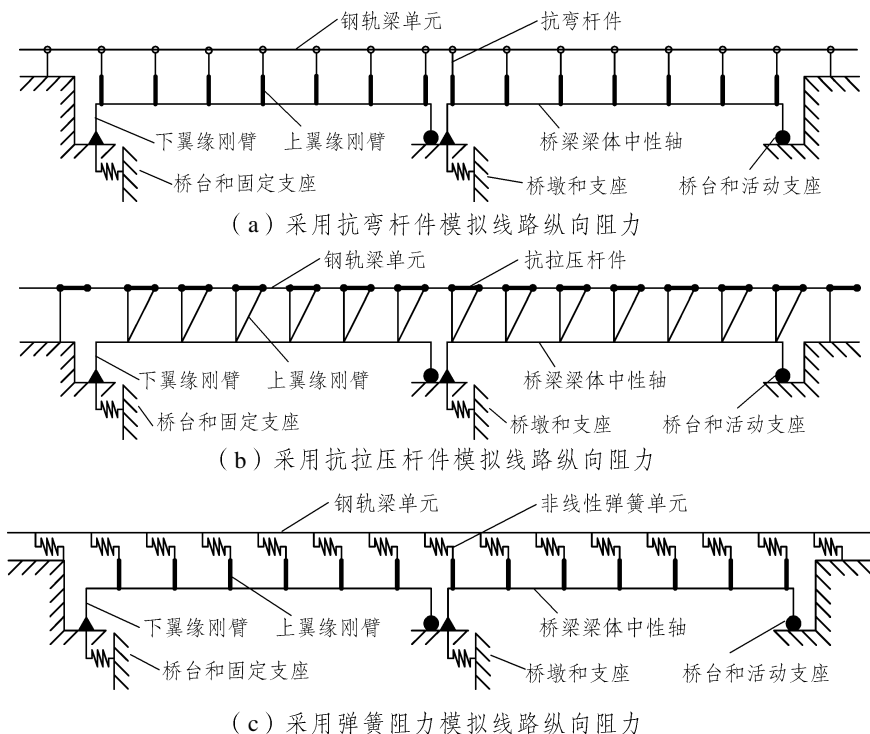 钢轨梁单元
抗弯杆件
下翼缘刚臂
上翼缘刚臂
桥梁梁体中性轴
桥台和固定支座
桥墩和支座
桥台和活动支座
（a）采用抗弯杆件模拟线路纵向阻力
钢轨梁单元
抗拉压杆件
下翼缘刚臂
上翼缘刚臂
桥梁梁体中性轴
桥台和固定支座
桥墩和支座
桥台和活动支座
（b）采用抗拉压杆件模拟线路纵向阻力
钢轨梁单元
非线性弹簧单元
下翼缘刚臂
上翼缘刚臂
桥梁梁体中性轴
桥台和固定支座
桥墩和支座
桥台和活动支座
（c）采用弹簧阻力模拟线路纵向阻力